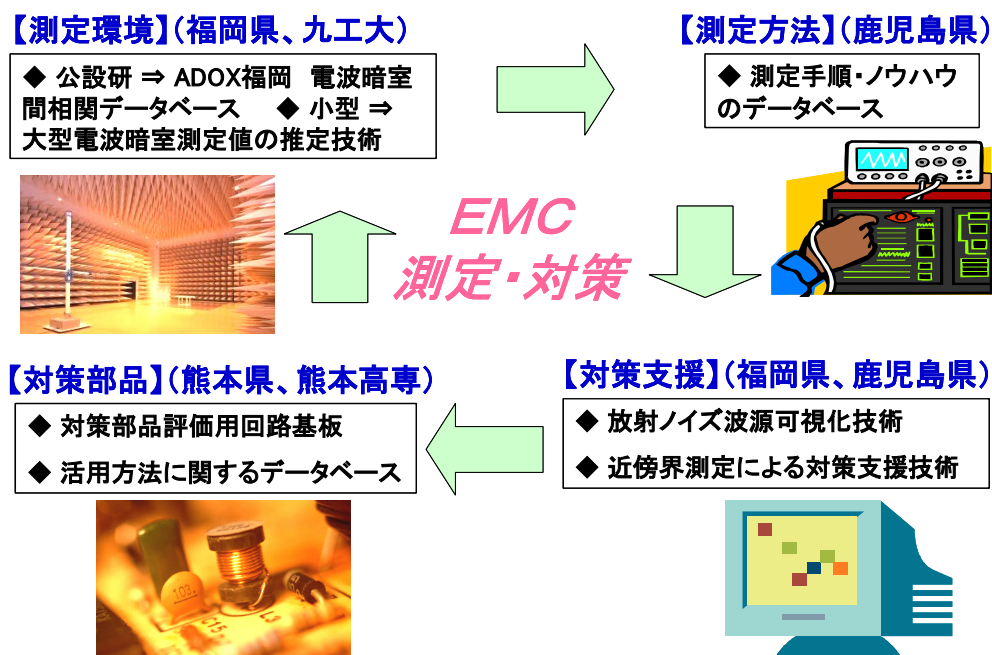 【測定環境】(福岡県、九工大)
◆ 公設研 ⇒ ADOX福岡　電波暗室
間相関データベース　◆ 小型 ⇒
大型電波暗室測定値の推定技術
【測定方法】(鹿児島県)
◆ 測定手順・ノウハウ
のデータベース
EMC
測定・対策
【対策部品】(熊本県、熊本高専)
◆ 対策部品評価用回路基板
◆ 活用方法に関するデータベース
【対策支援】(福岡県、鹿児島県)
◆ 放射ノイズ波源可視化技術
◆ 近傍界測定による対策支援技術
103
C15
L3